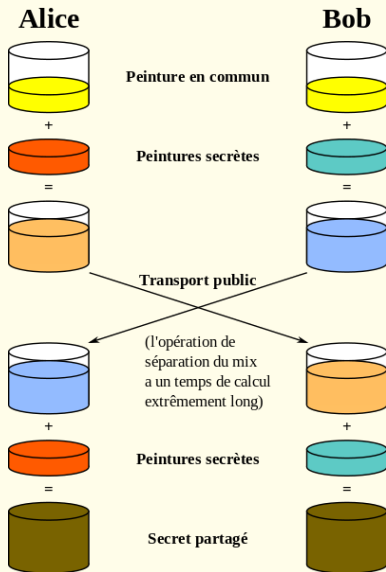 Alice Bob
Peinture en commun
+ +
Peintures secrètes
= =
Transport public
(l'opération de
séparation du mix
a un temps de calcul
extrêmement long)
+ +
Peintures secrètes
= =
Secret partagé